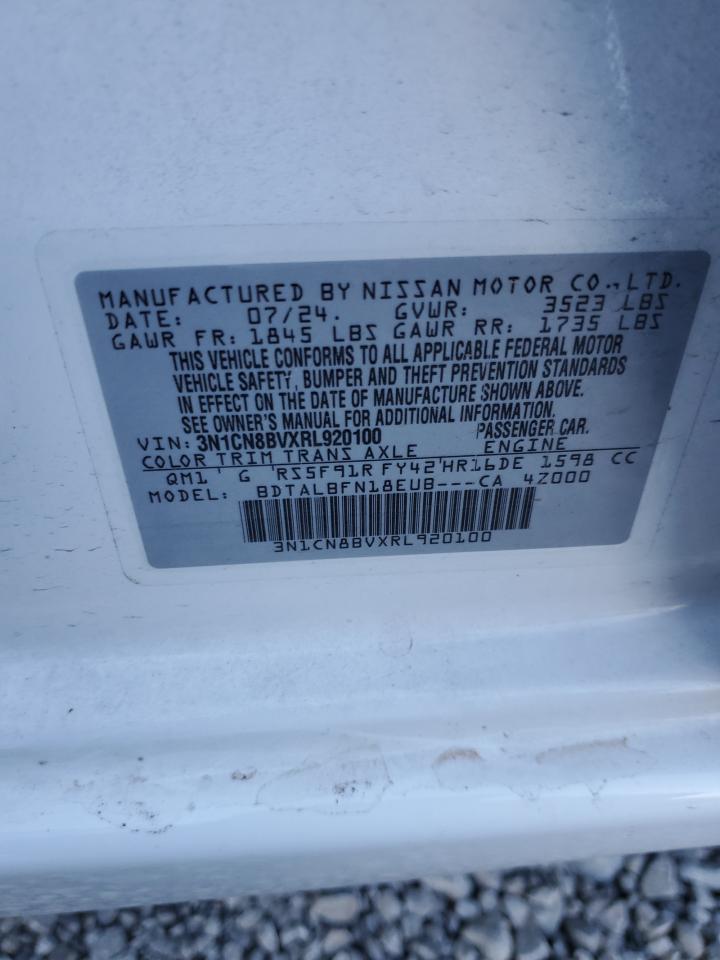 MANUFACTURED BY NISSAN MOTOR CO.,LTD.
DATE: 07/24. GVWR: 3523 LBS
GAWR FR: 1845 LBS GAWR RR: 1735 LBS
THIS VEHICLE CONFORMS TO ALL APPLICABLE FEDERAL MOTOR
VEHICLE SAFETY, BUMPER AND THEFT PREVENTION STANDARDS
IN EFFECT ON THE DATE OF MANUFACTURE SHOWN ABOVE.
SEE OWNER'S MANUAL FOR ADDITIONAL INFORMATION.
VIN: 3N1CN8BVXRL920100 PASSENGER CAR.
COLOR TRIM TRANS AXLE ENGINE
QM1 G RS5F91R FY42 HR16DE 1598 CC
MODEL: BDTALBFN18EUB---CA 4Z000
3N1CN8BVXRL920100